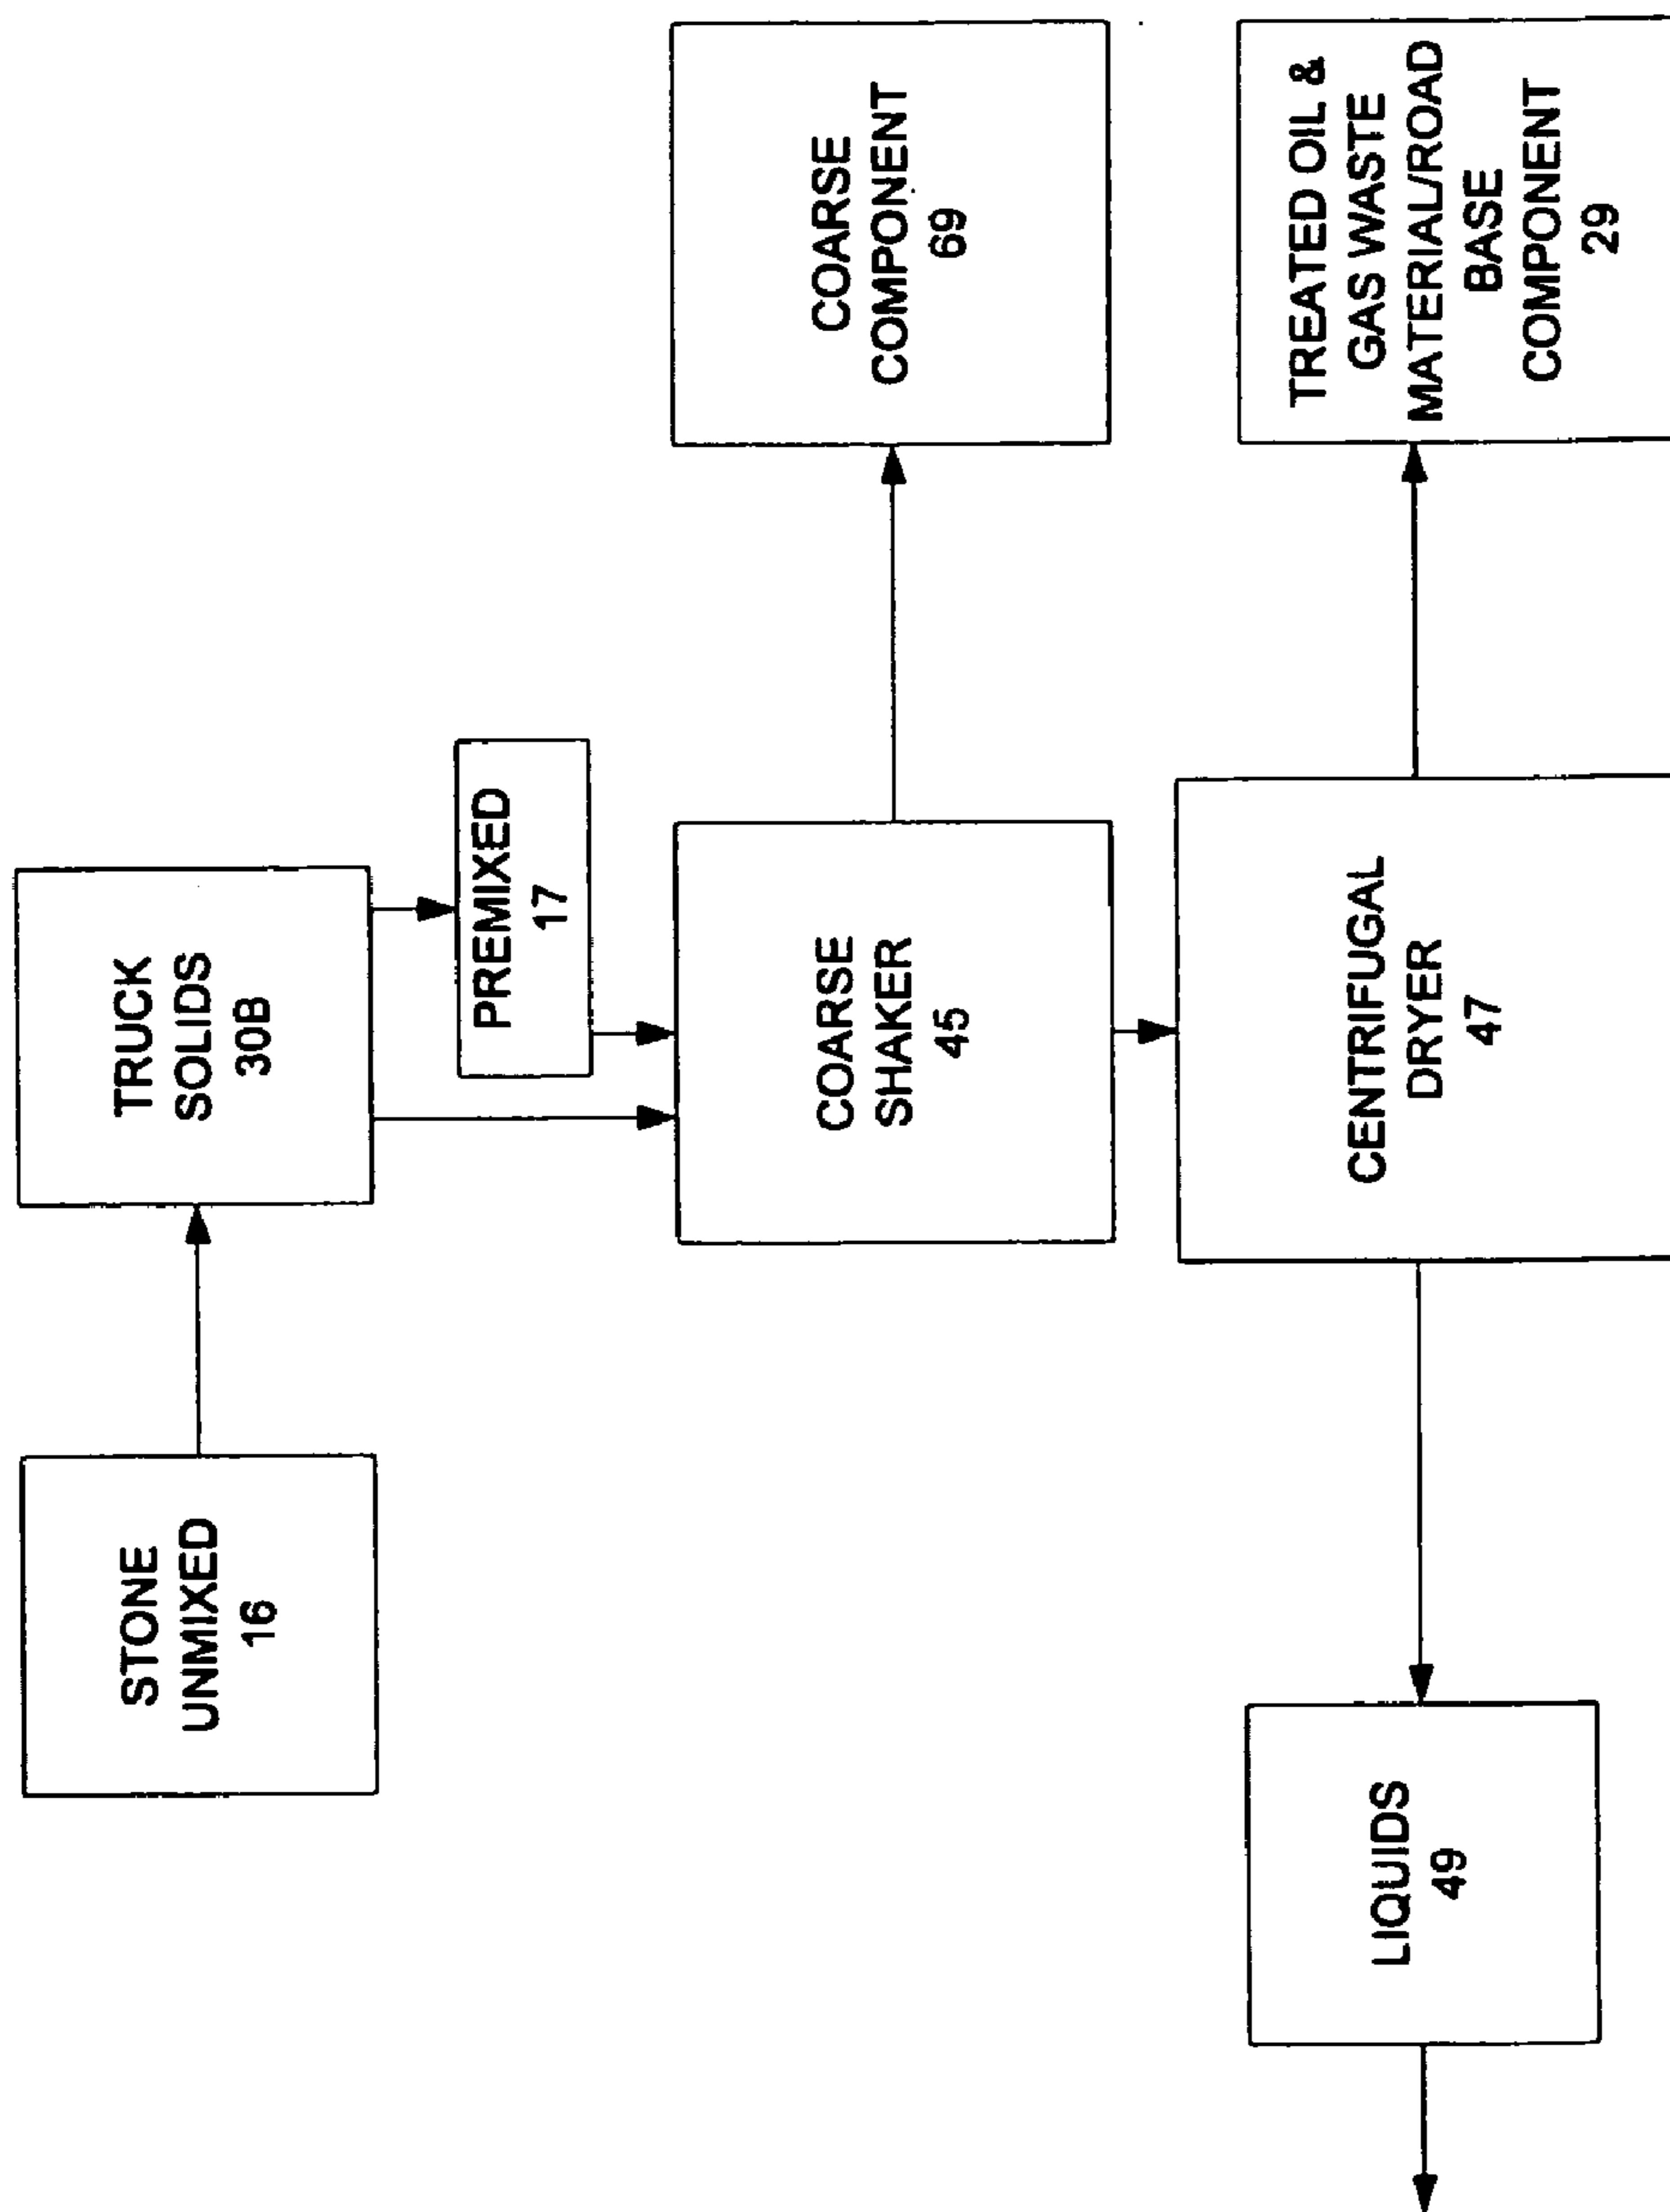 STONE
UNMIXED
16
TRUCK
SOLIDS
30B
PREMIXED
17
COARSE
SHAKER
45
COARSE
COMPONENT
69
LIQUIDS
49
CENTRIFUGAL
DRYER
47
TREATED OIL &
GAS WASTE
MATERIAL/ROAD
BASE
COMPONENT
29